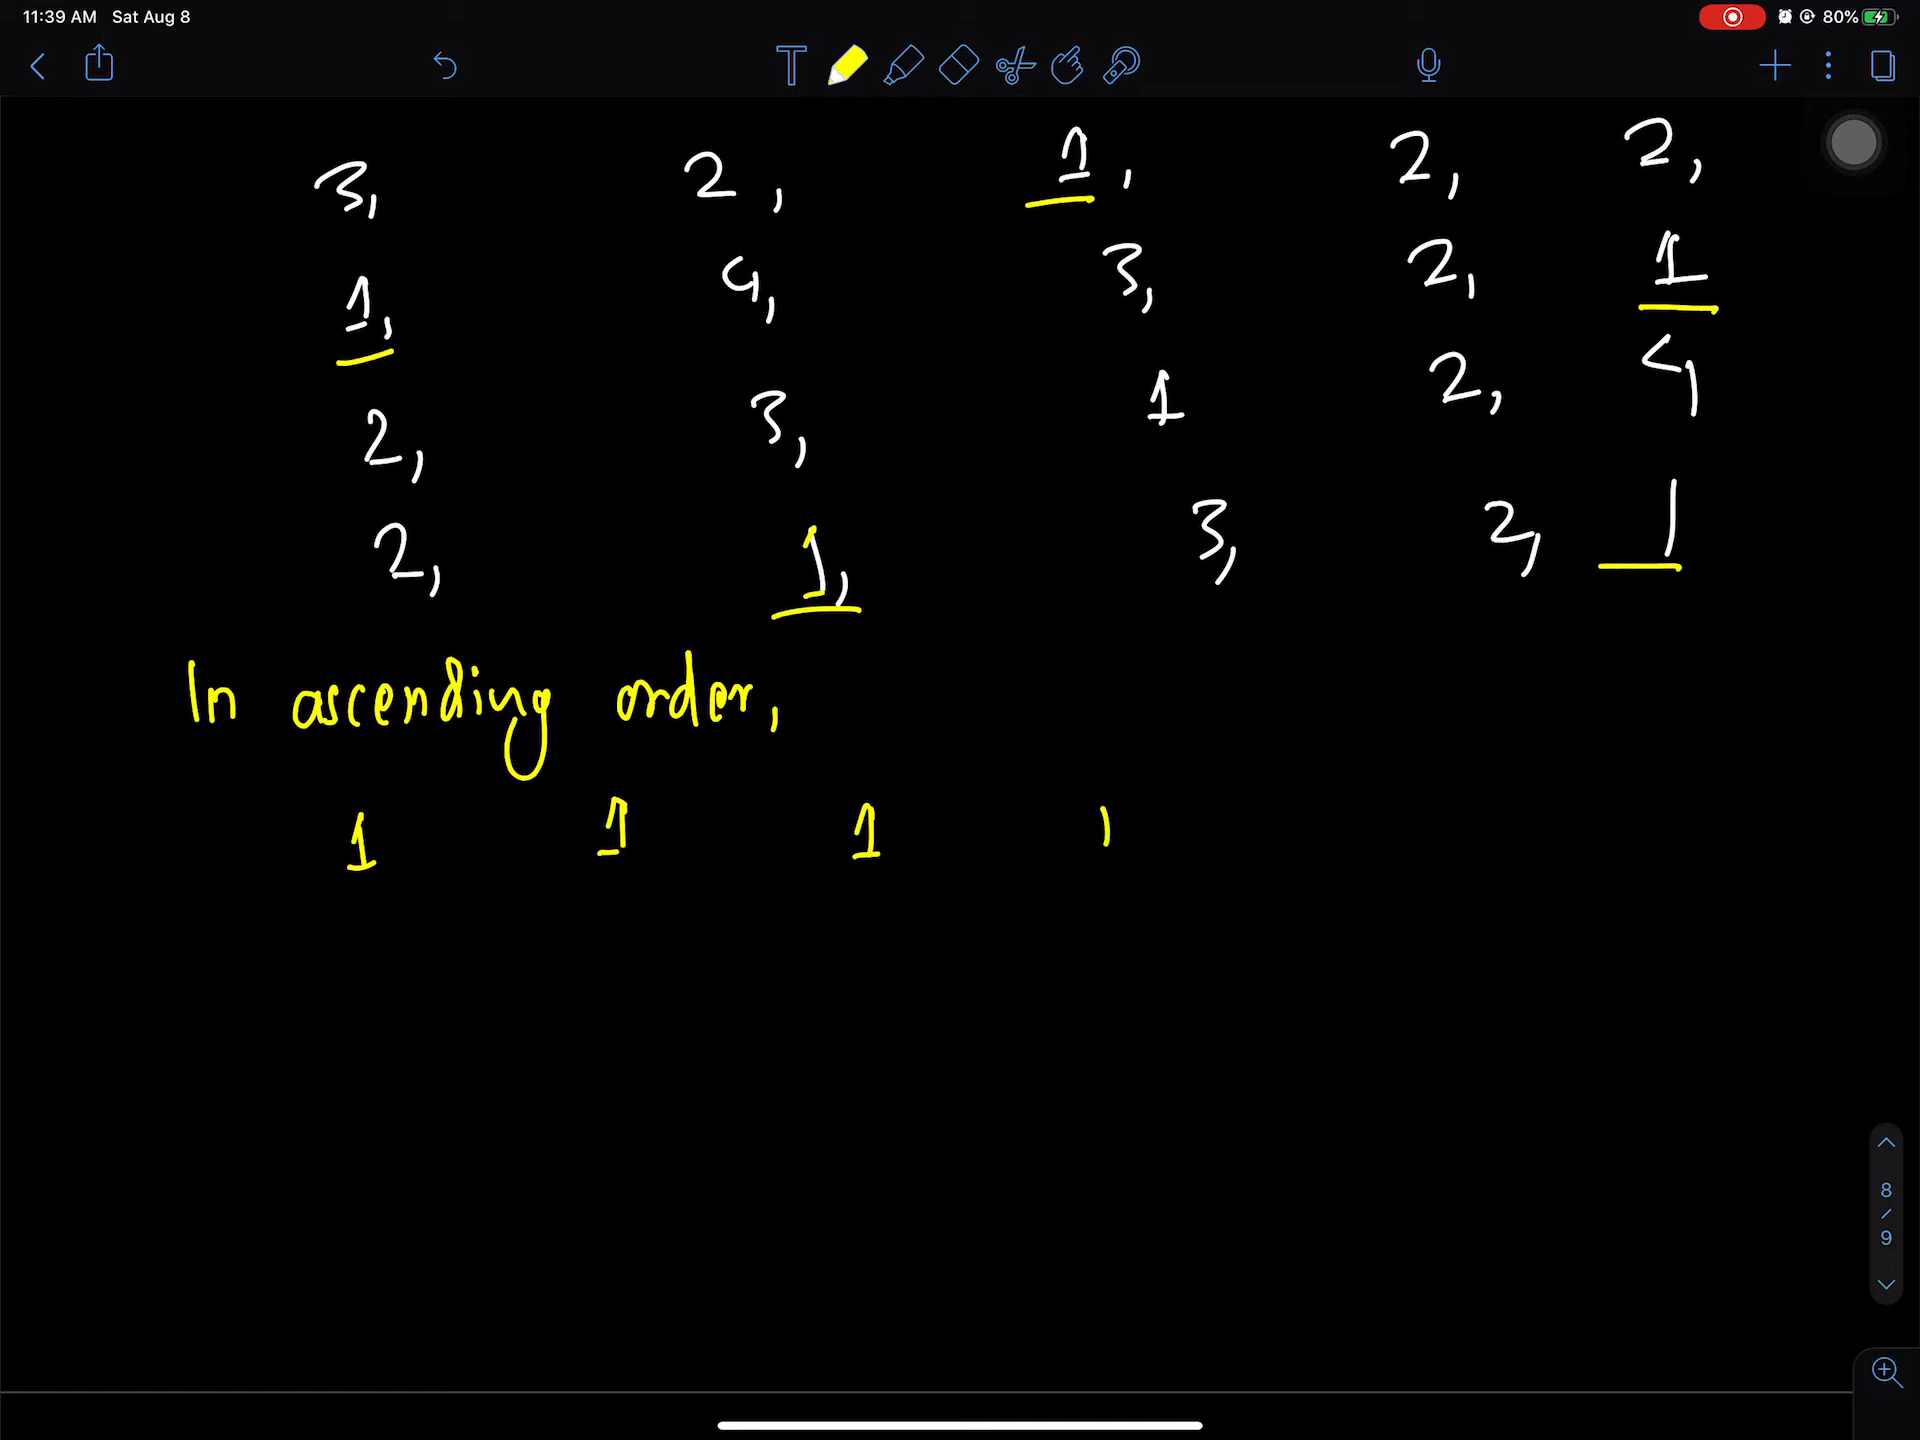 11:39 AM Sat Aug 8 80%
T
3, 2, 1, 2, 2,
1, 4, 3, 2, 1
2, 3, 1 2, 4
2, 1, 3, 2, 1
In ascending order,
1 1 1 1
8
/
9